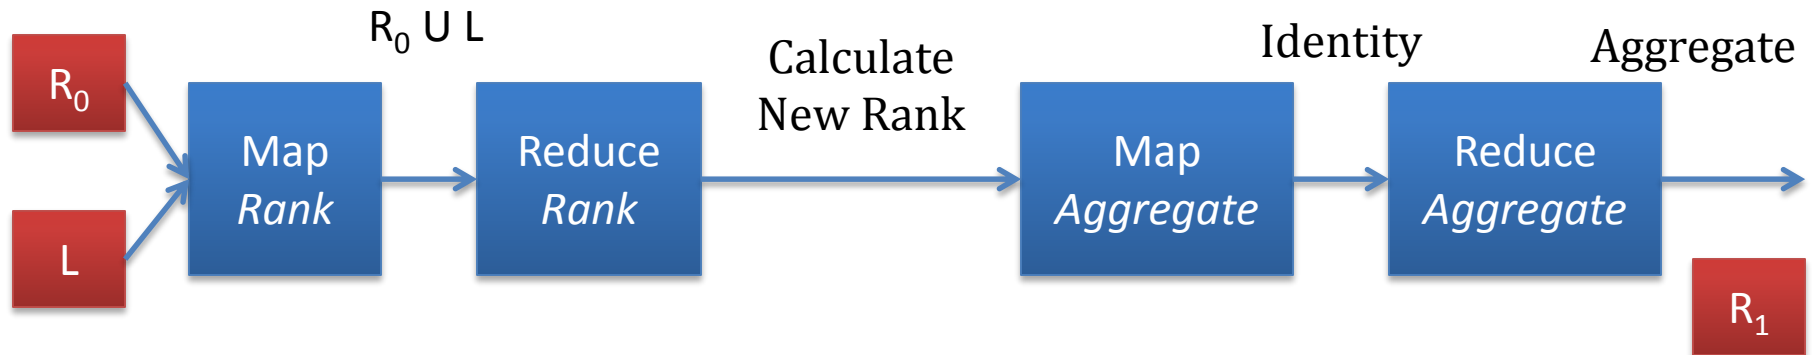 R₀ U L
R₀
L
Map
Rank
Reduce
Rank
Calculate
New Rank
Map
Aggregate
Identity
Reduce
Aggregate
Aggregate
R₁